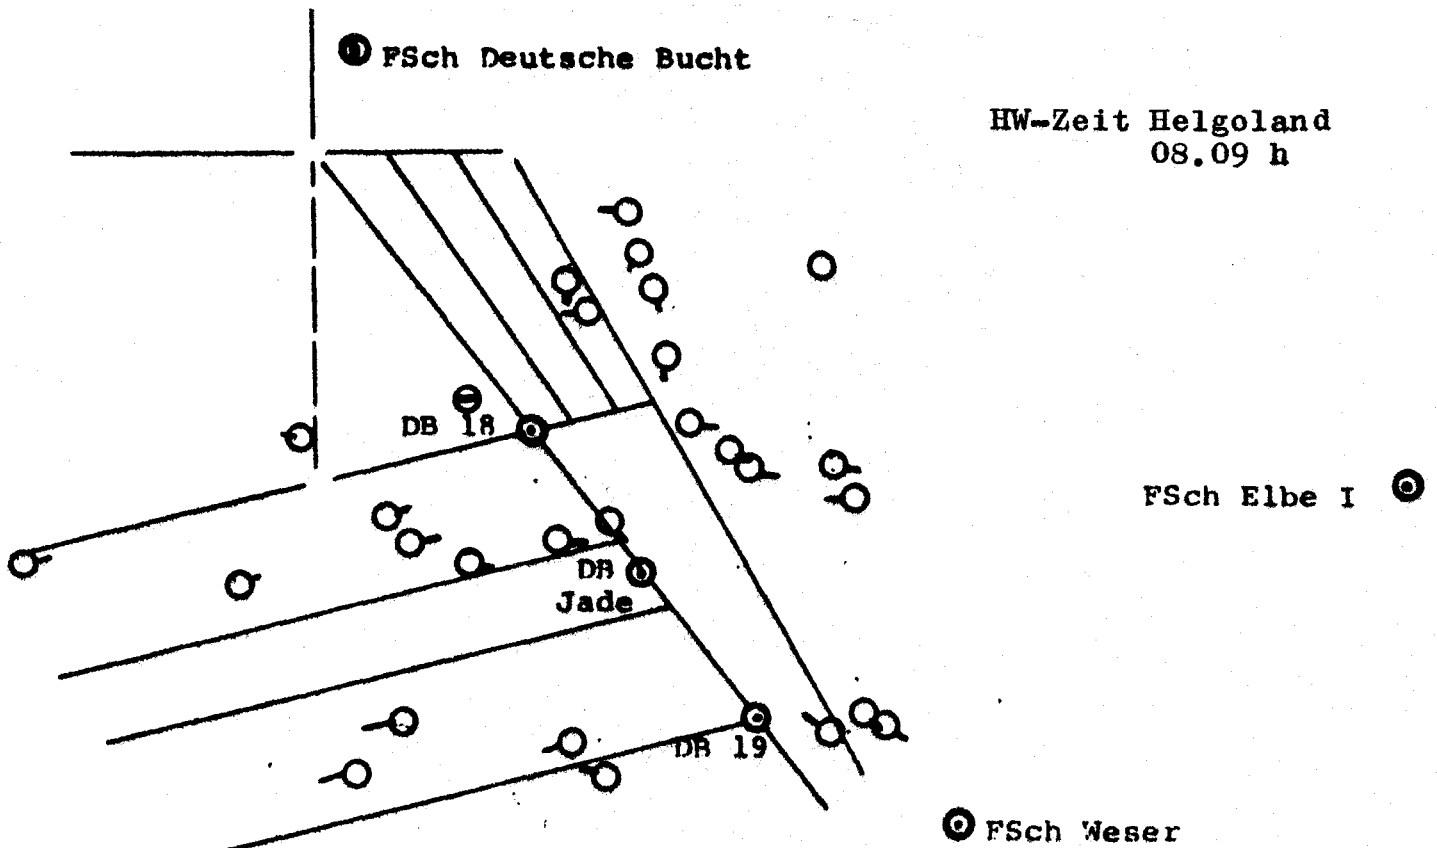 FSch Deutsche Bucht
HW-Zeit Helgoland
08.09 h
DB 18
FSch Elbe I
DB
Jade
DB 19
FSch Weser